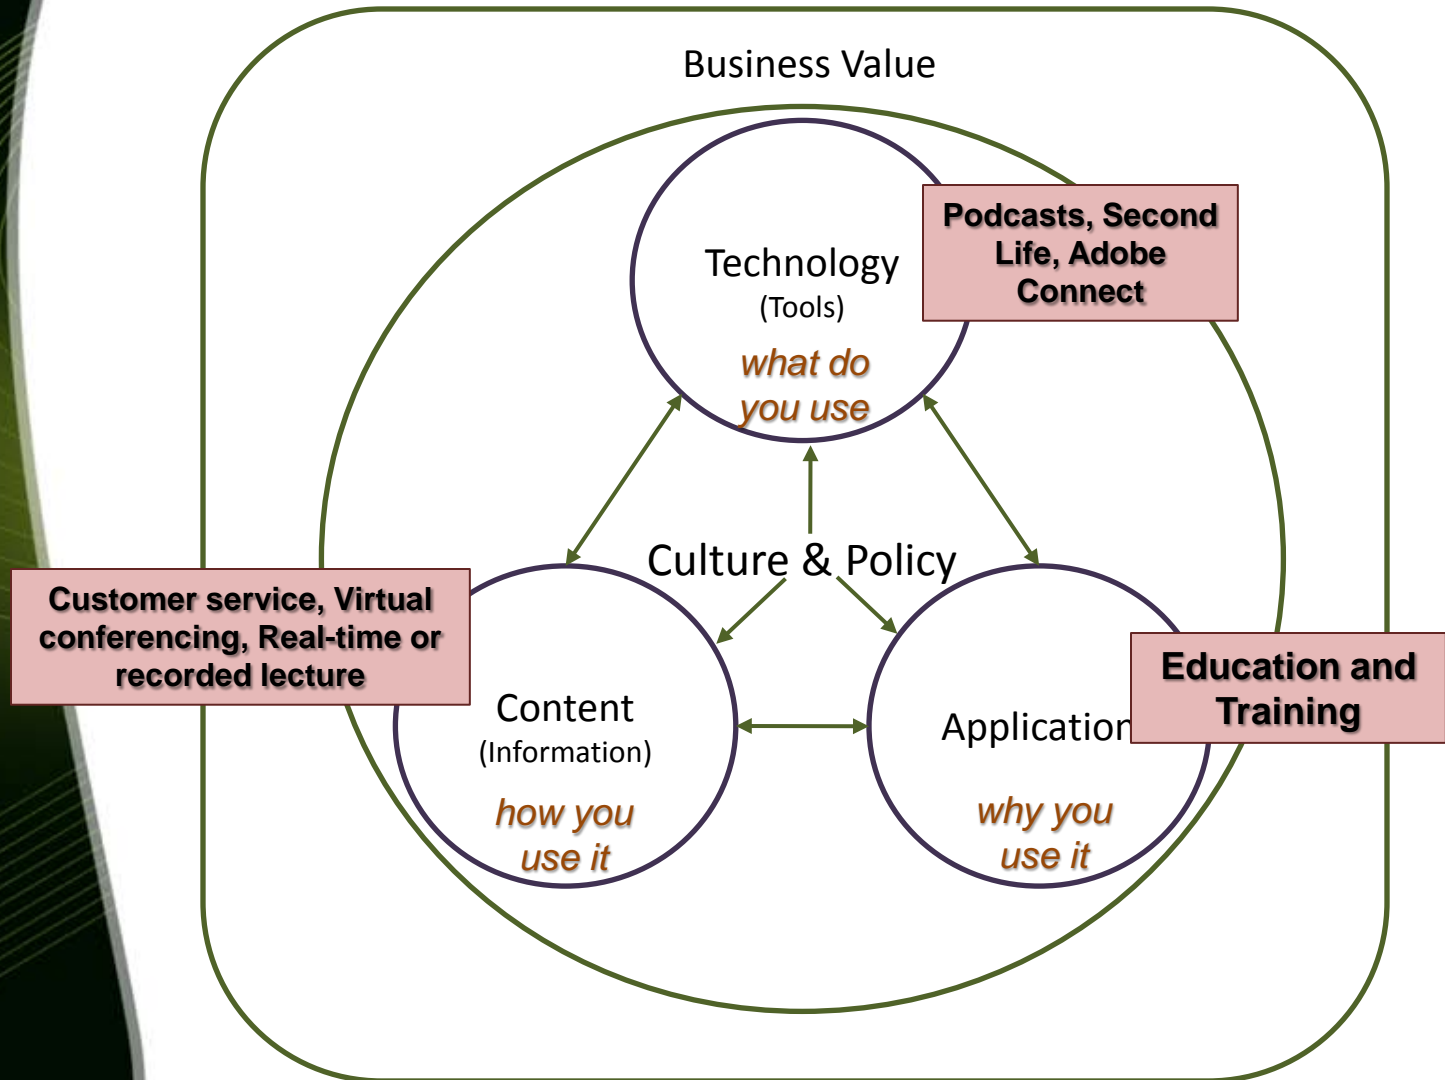 Business Value
Technology
(Tools)
what do
you use
Podcasts, Second
Life, Adobe
Connect
Culture & Policy
Customer service, Virtual
conferencing, Real-time or
recorded lecture
Content
(Information)
how you
use it
Application
why you
use it
Education and
Training